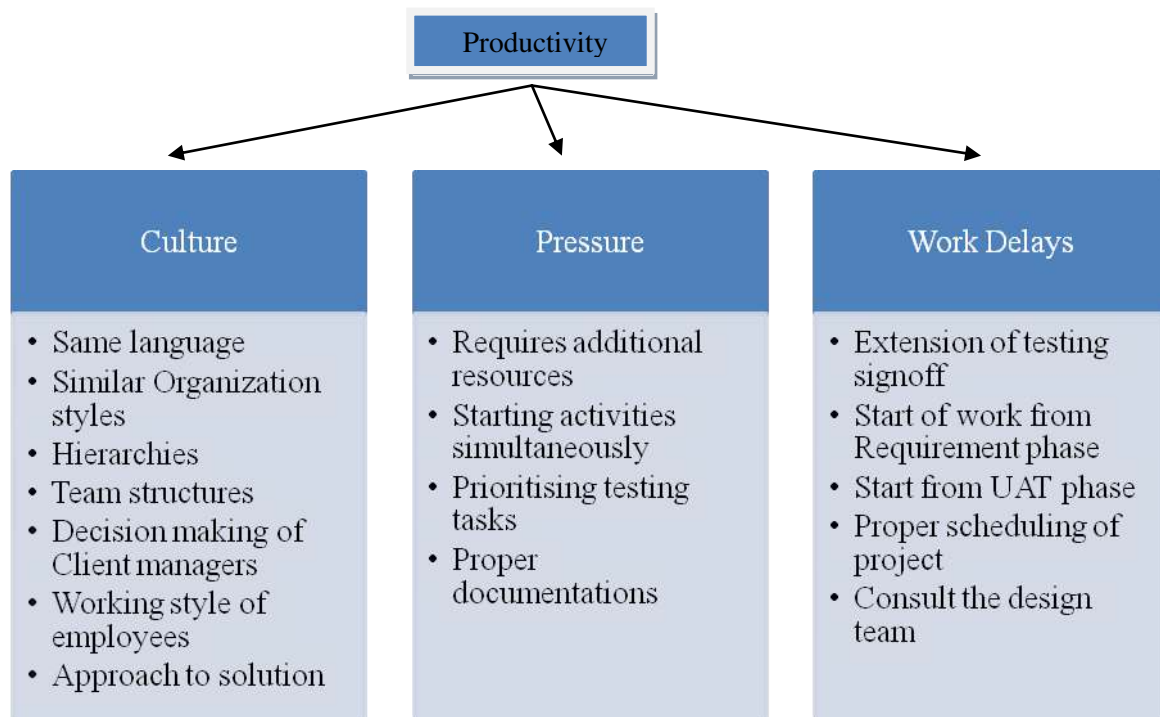 Productivity
Culture
• Same language
• Similar Organization
styles
• Hierarchies
• Team structures
• Decision making of
Client managers
• Working style of
employees
• Approach to solution
Pressure
• Requires additional
resources
• Starting activities
simultaneously
• Prioritising testing
tasks
• Proper
documentations
Work Delays
• Extension of testing
signoff
• Start of work from
Requirement phase
• Start from UAT phase
• Proper scheduling of
project
• Consult the design
team